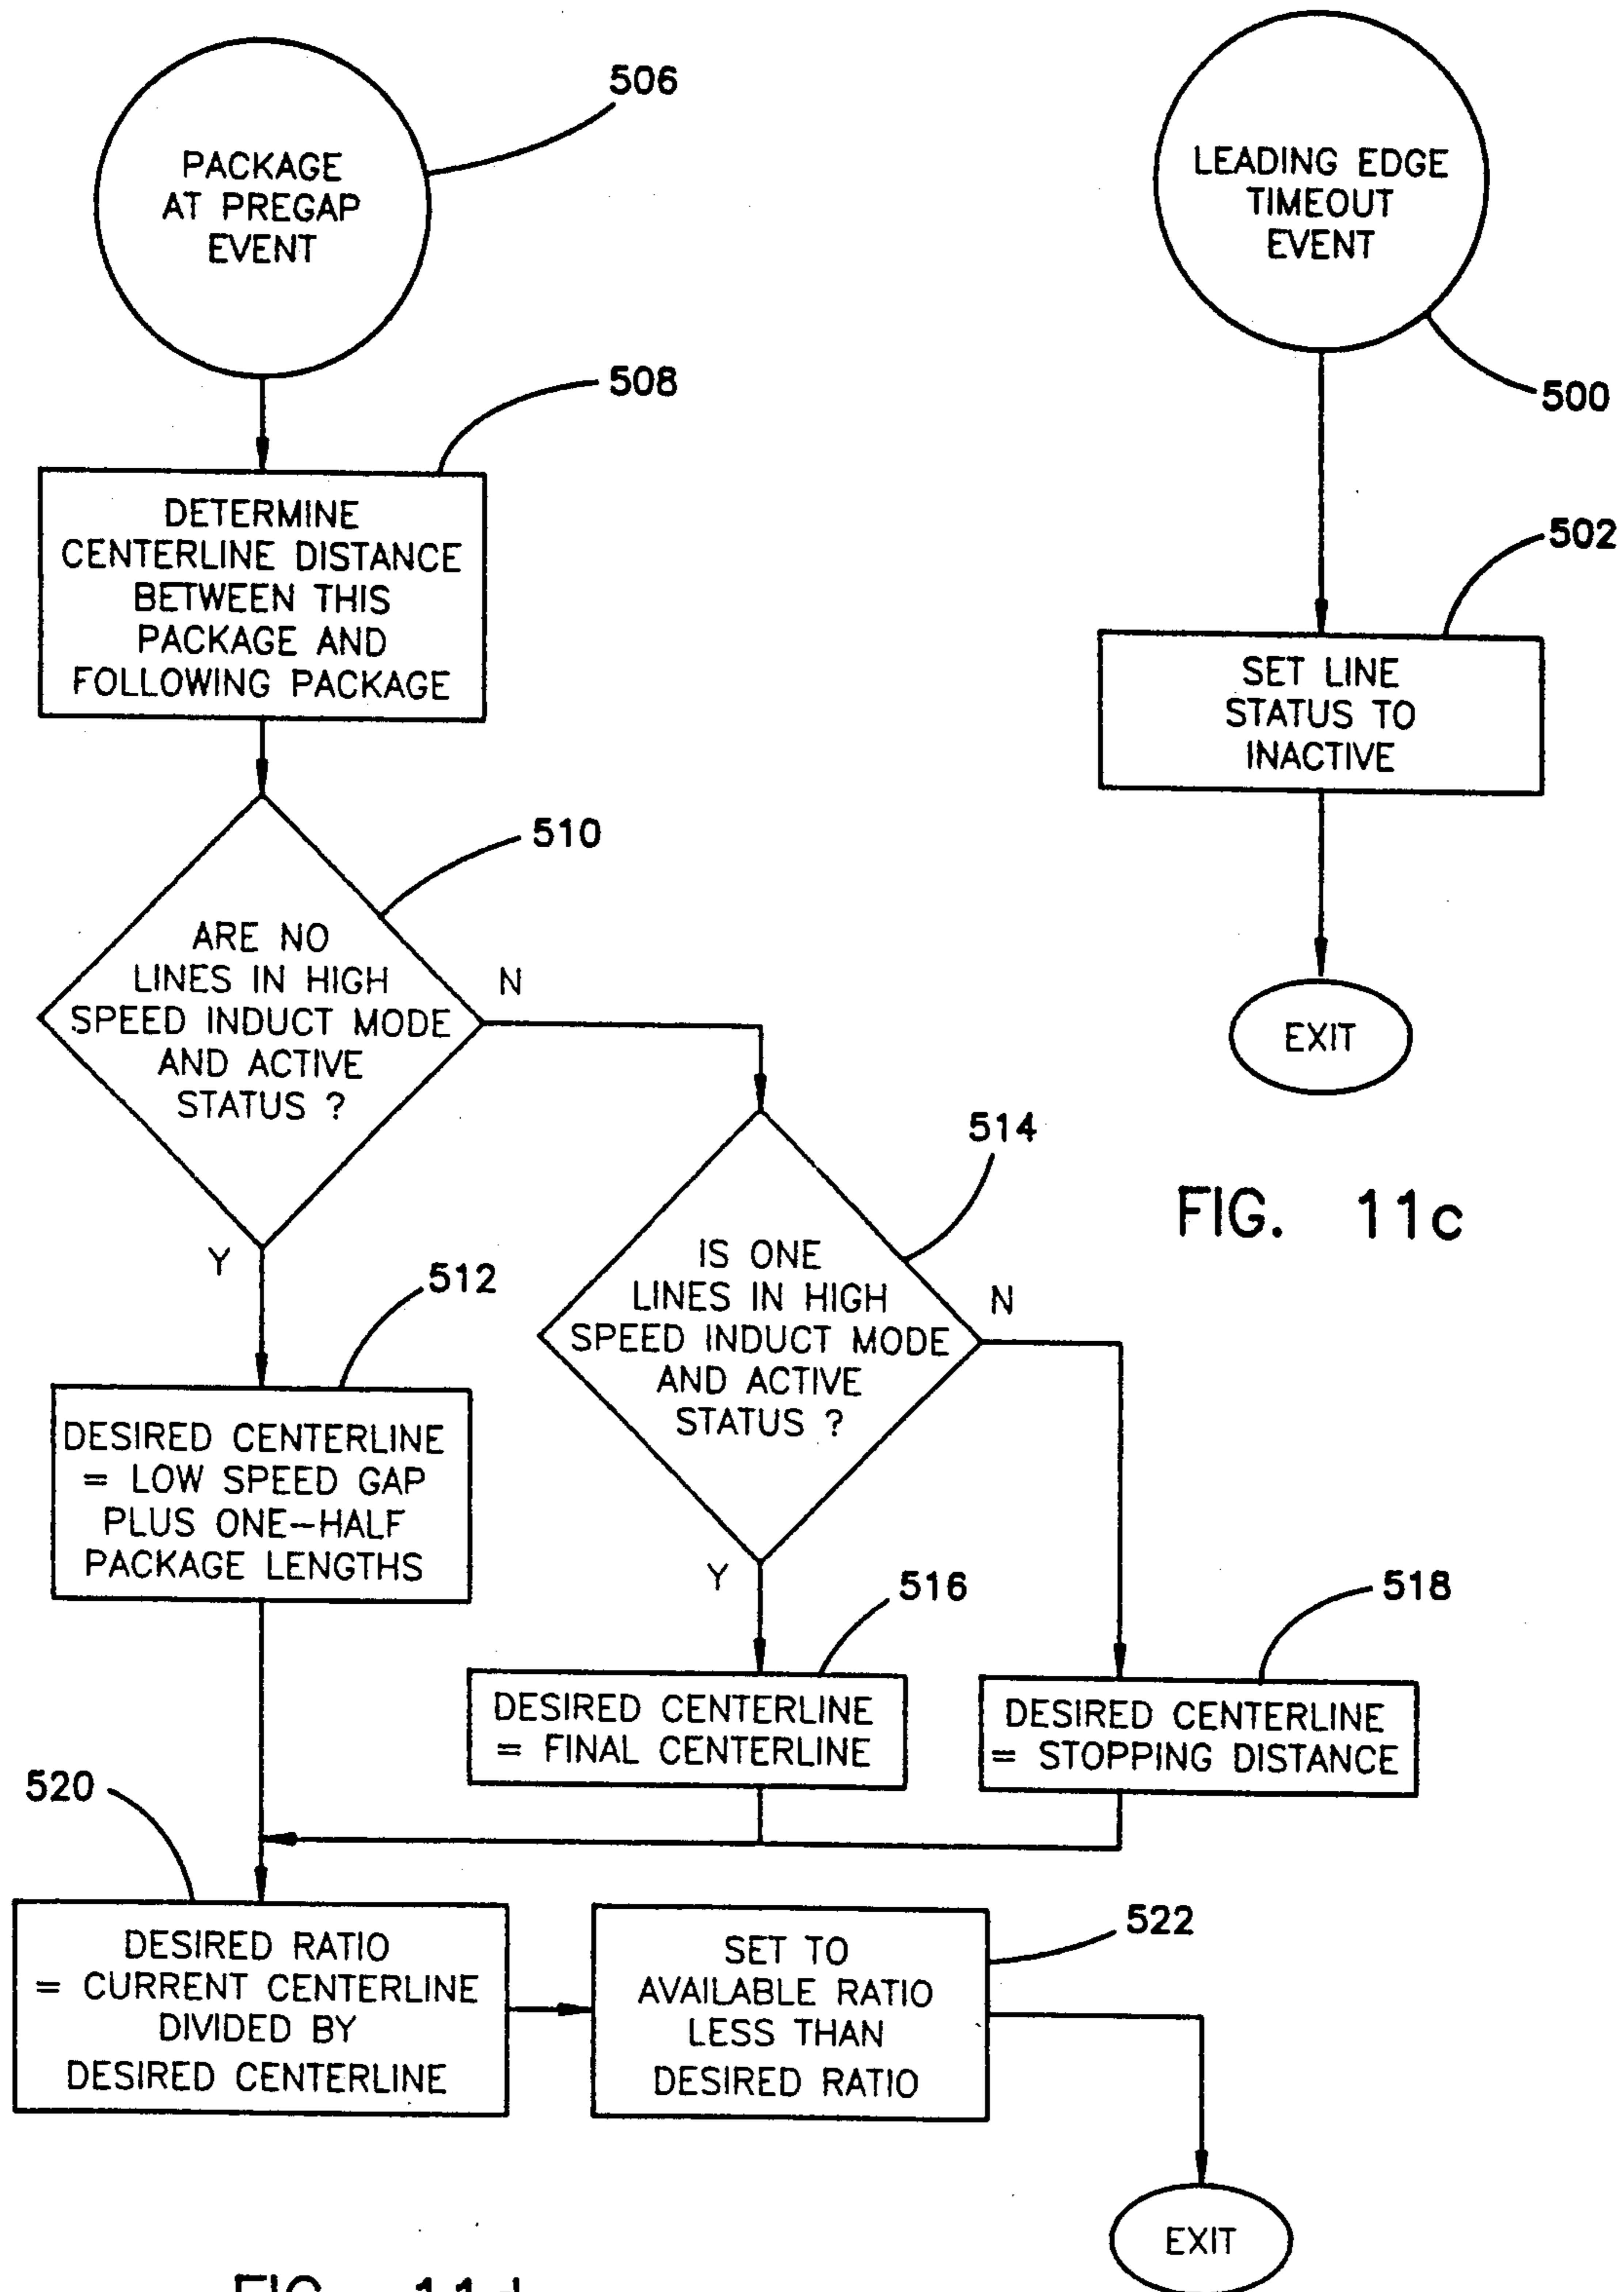 PACKAGE
AT PREGAP
EVENT
506
508
DETERMINE
CENTERLINE DISTANCE
BETWEEN THIS
PACKAGE AND
FOLLOWING PACKAGE
510
ARE NO
LINES IN HIGH
SPEED INDUCT MODE
AND ACTIVE
STATUS ?
N
Y
512
DESIRED CENTERLINE
= LOW SPEED GAP
PLUS ONE-HALF
PACKAGE LENGTHS
514
IS ONE
LINES IN HIGH
SPEED INDUCT MODE
AND ACTIVE
STATUS ?
N
Y
516
DESIRED CENTERLINE
= FINAL CENTERLINE
518
DESIRED CENTERLINE
= STOPPING DISTANCE
520
DESIRED RATIO
= CURRENT CENTERLINE
DIVIDED BY
DESIRED CENTERLINE
522
SET TO
AVAILABLE RATIO
LESS THAN
DESIRED RATIO
EXIT
FIG. 11d
LEADING EDGE
TIMEOUT
EVENT
500
502
SET LINE
STATUS TO
INACTIVE
EXIT
FIG. 11c